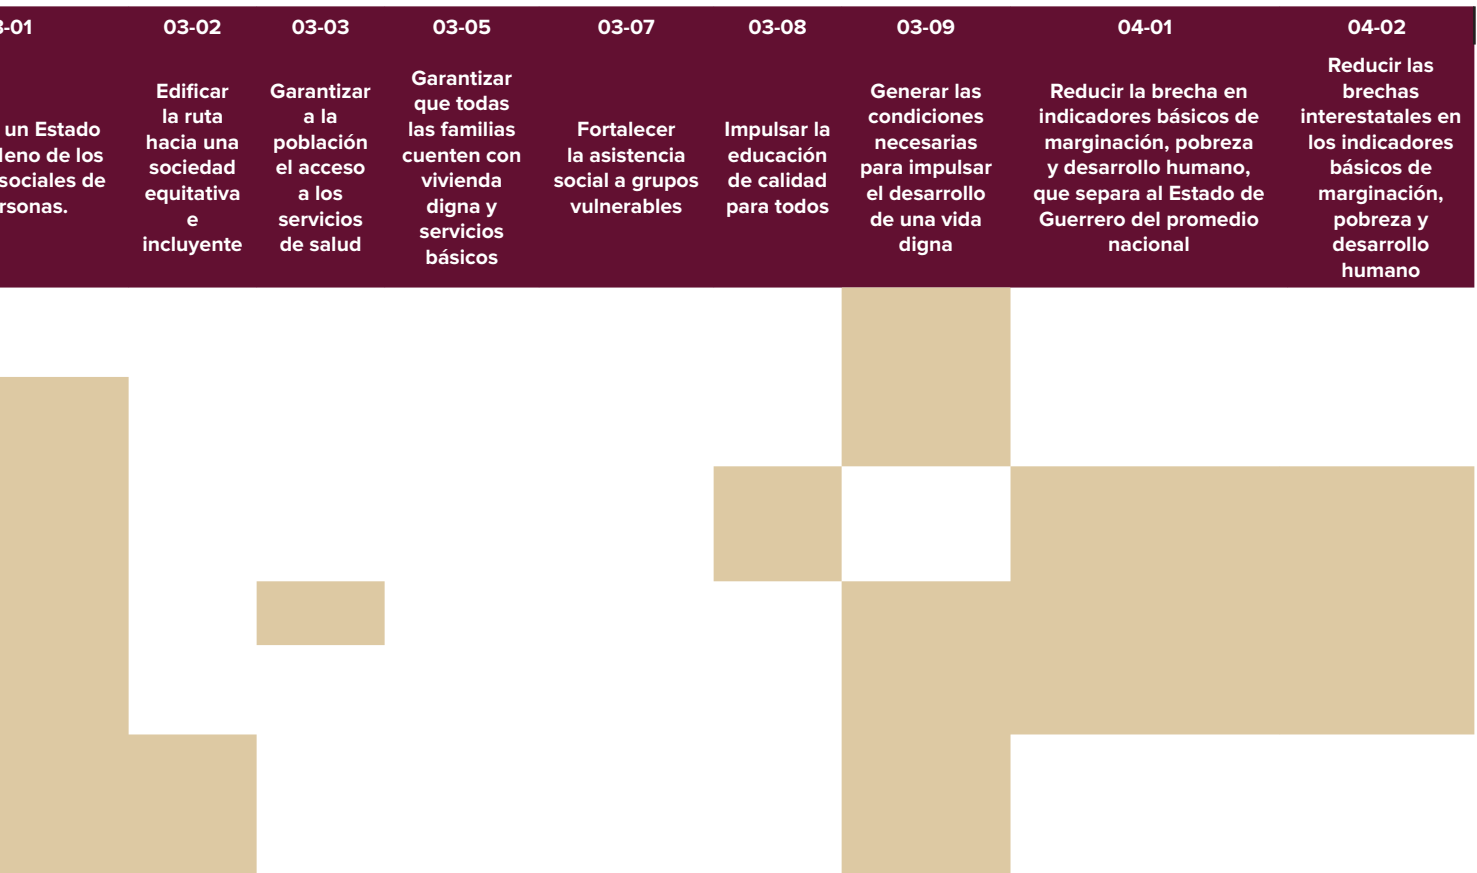 03-02
03-03
03-05
03-07
03-08
03-09
04-01
04-02
un Estado
de los
sociales de
Edificar
la ruta
hacia una
sociedad
equitativa
e
incluyente
Garantizar
a la
población
el acceso
a los
servicios
de salud
Garantizar
que todas
las familias
cuenten con
vivienda
digna y
servicios
básicos
Fortalecer
la asistencia
social a grupos
vulnerables
Impulsar la
educación
de calidad
para todos
Generar las
condiciones
necesarias
para impulsar
el desarrollo
de una vida
digna
Reducir la brecha en
indicadores básicos de
marginación, pobreza
y desarrollo humano,
que separa al Estado de
Guerrero del promedio
nacional
Reducir las
brechas
interestatales en
los indicadores
básicos de
marginación,
pobreza y
desarrollo
humano